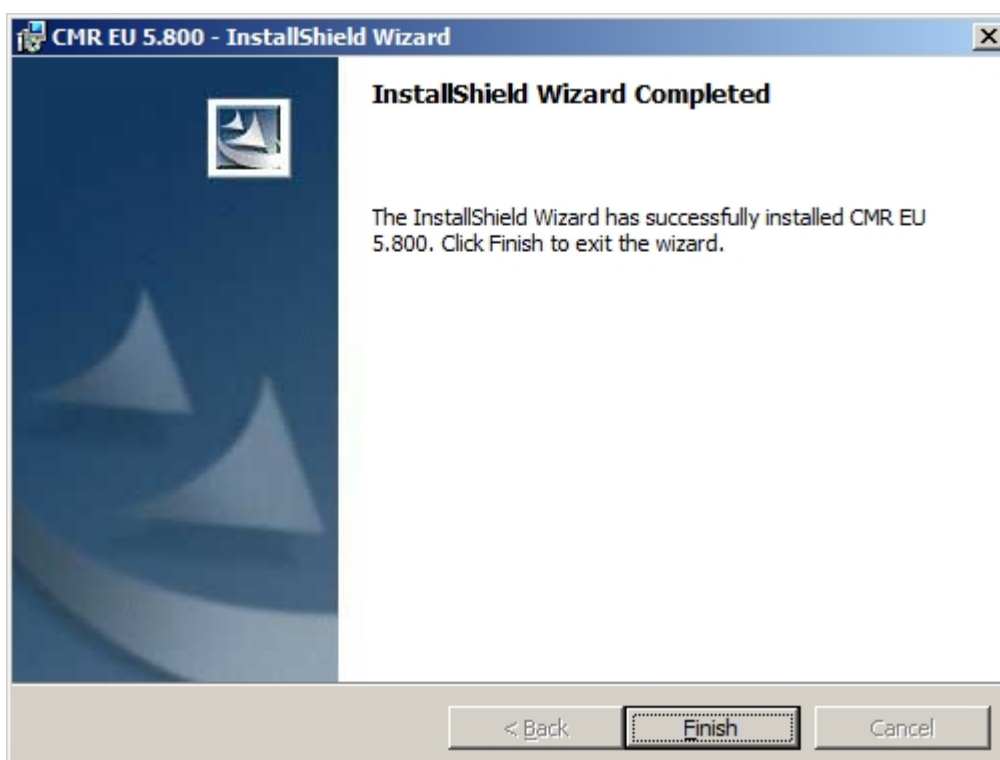 CMR EU 5.800 - InstallShield Wizard
InstallShield Wizard Completed
The InstallShield Wizard has successfully installed CMR EU
5.800. Click Finish to exit the wizard.
< Back
Finish
Cancel